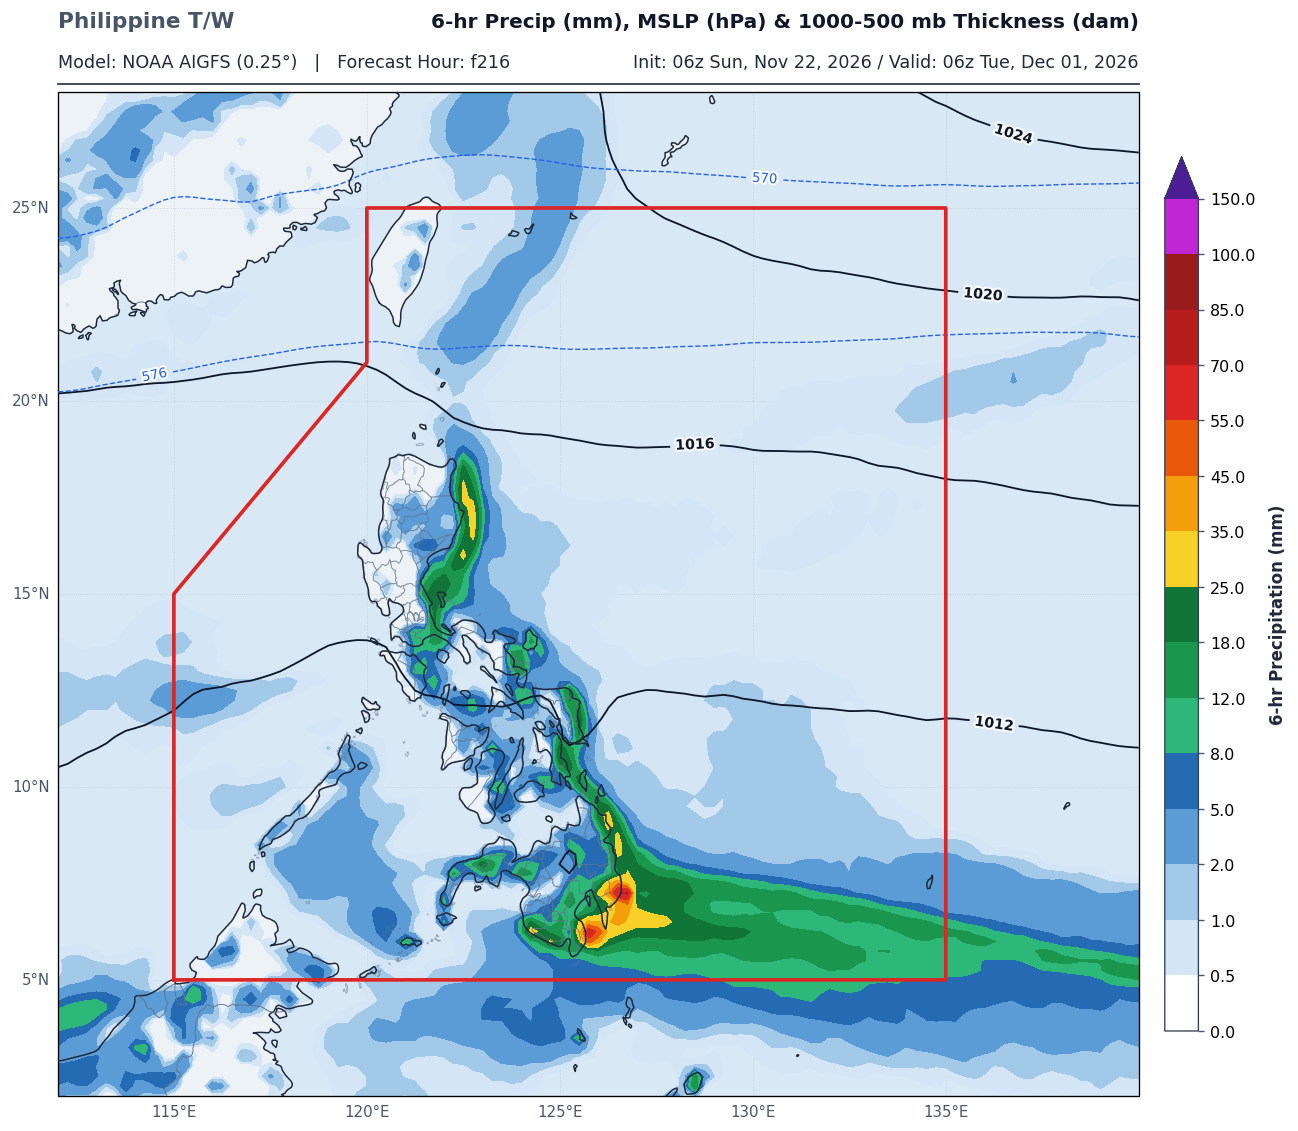 Philippine T/W
6-hr Precip (mm), MSLP (hPa) & 1000-500 mb Thickness (dam)
Model: NOAA AIGFS (0.25°) | Forecast Hour: f216
Init: 06z Sun, Nov 22, 2026 / Valid: 06z Tue, Dec 01, 2026
1024
570
1020
576
1016
1012
25°N
20°N
15°N
10°N
5°N
115°E
120°E
125°E
130°E
135°E
150.0
100.0
85.0
70.0
55.0
45.0
35.0
25.0
18.0
12.0
8.0
5.0
2.0
1.0
0.5
0.0
6-hr Precipitation (mm)